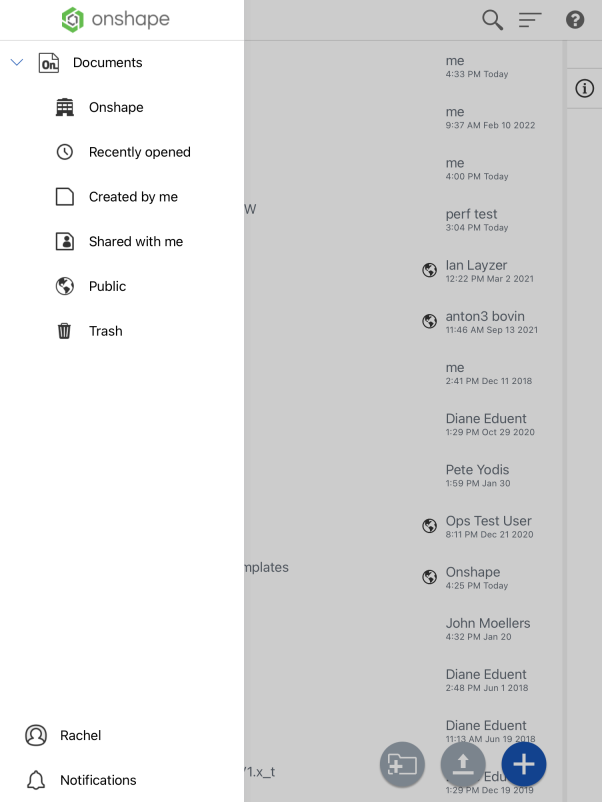 onshape
Documents
Onshape
Recently opened
Created by me
Shared with me
Public
Trash
Rachel
Notifications
me
4:33 PM Today
me
9:37 AM Feb 10 2022
me
4:00 PM Today
W
perf test
3:04 PM Today
Ian Layzer
12:22 PM Mar 2 2021
anton3 bovin
11:46 AM Sep 13 2021
me
2:41 PM Dec 11 2018
Diane Eduent
1:29 PM Oct 29 2020
Pete Yodis
1:59 PM Jan 30
Ops Test User
8:11 PM Dec 21 2020
mplates
Onshape
4:25 PM Today
John Moellers
4:32 PM Jan 20
Diane Eduent
2:48 PM Jun 1 2018
Diane Eduent
11:13 AM Jun 19 2018
1.x_t
1:29 PM Dec 19 2019